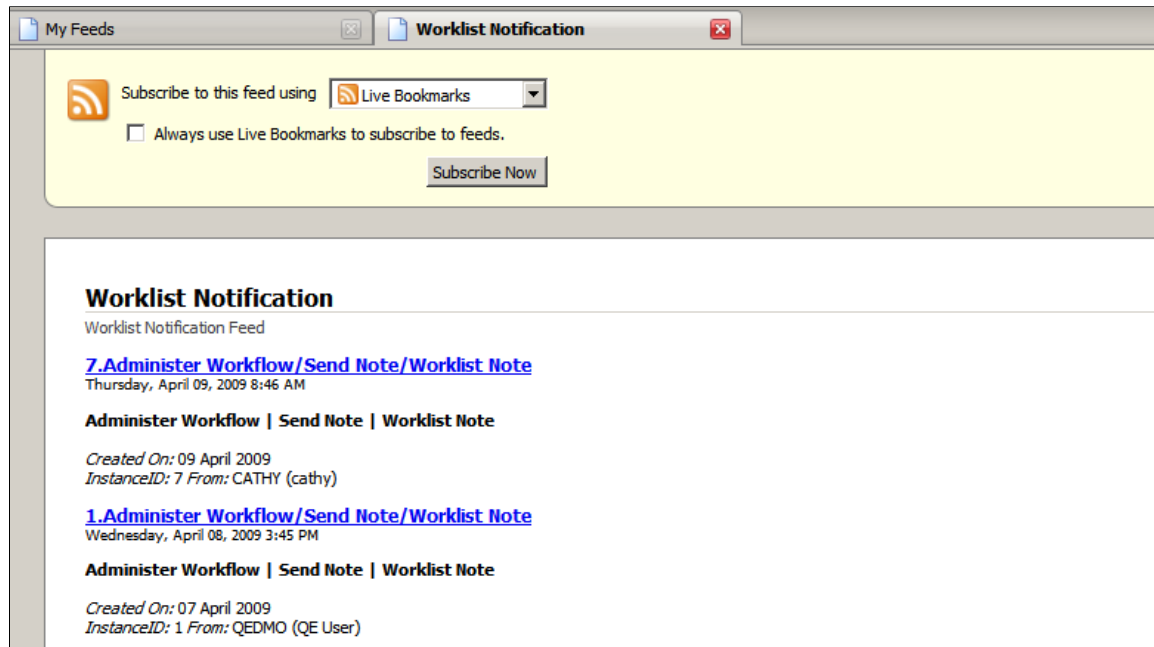 My Feeds
Worklist Notification
Subscribe to this feed using Live Bookmarks
Always use Live Bookmarks to subscribe to feeds.
Subscribe Now
Worklist Notification
Worklist Notification Feed
7.Administer Workflow/Send Note/Worklist Note
Thursday, April 09, 2009 8:46 AM
Administer Workflow | Send Note | Worklist Note
Created On: 09 April 2009
InstanceID: 7 From: CATHY (cathy)
1.Administer Workflow/Send Note/Worklist Note
Wednesday, April 08, 2009 3:45 PM
Administer Workflow | Send Note | Worklist Note
Created On: 07 April 2009
InstanceID: 1 From: QEDMO (QE User)